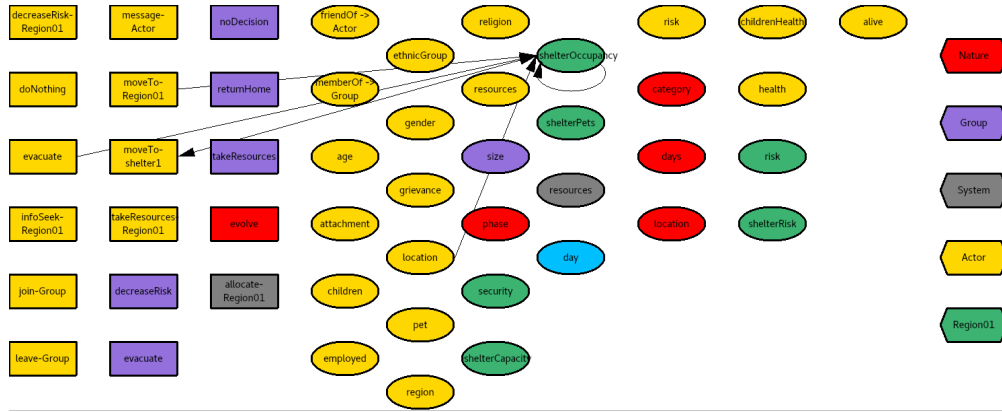 decreaseRisk-
Region01
message-
Actor
noDecision
friendOf ->
Actor
religion
risk
childrenHealth
alive
ethnicGroup
shelterOccupancy
Nature
doNothing
moveTo-
Region01
returnHome
memberOf ->
Group
resources
category
health
gender
shelterPets
Group
evacuate
moveTo-
shelter1
takeResources
age
size
days
risk
grievance
resources
System
infoSeek-
Region01
takeResources-
Region01
evolve
attachment
phase
location
shelterRisk
location
day
Actor
join-Group
decreaseRisk
allocate-
Region01
children
security
pet
Region01
leave-Group
evacuate
employed
shelterCapacity
region